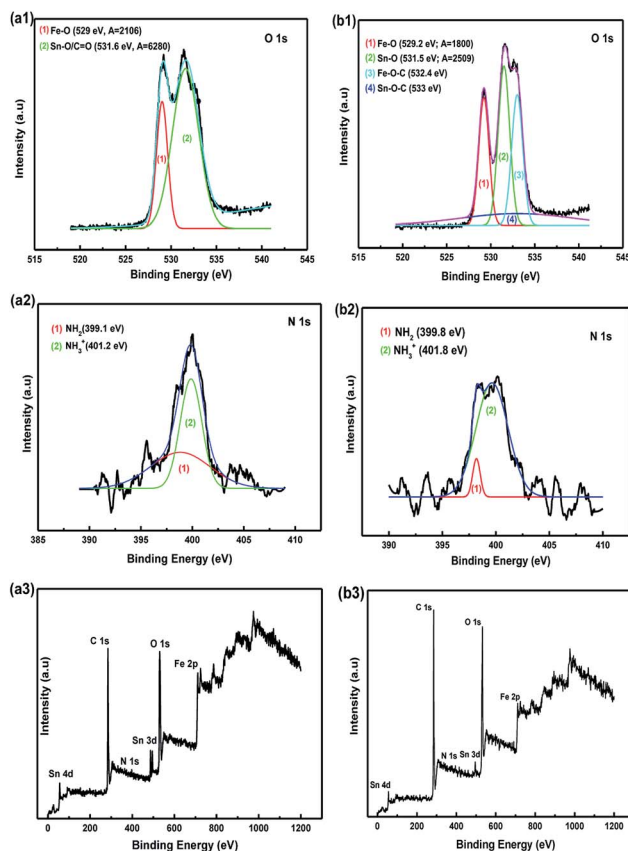 (a1)
(1) Fe-O (529 eV, A=2106)
(2) Sn-O/C=O (531.6 eV, A=6280)
O 1s
(1)
(2)
Intensity (a.u)
515 520 525 530 535 540 545
Binding Energy (eV)
(b1)
O 1s
(1) Fe-O (529.2 eV; A=1800)
(2) Sn-O (531.5 eV; A=2509)
(3) Fe-O-C (532.4 eV)
(4) Sn-O-C (533 eV)
(1)
(2)
(3)
(4)
Intensity (a.u)
515 520 525 530 535 540 545
Binding Energy (eV)
(a2)
N 1s
(1) NH2(399.1 eV)
(2) NH3+(401.2 eV)
(2)
(1)
Intensity (a.u)
385 390 395 400 405 410
Binding Energy (eV)
(b2)
N 1s
(1) NH2 (399.8 eV)
(2) NH3+(401.8 eV)
(2)
(1)
Intensity (a.u)
390 395 400 405 410
Binding Energy (eV)
(a3)
C 1s
O 1s
Fe 2p
Sn 3d
N 1s
Sn 4d
Intensity (a.u)
0 200 400 600 800 1000 1200
Binding Energy (eV)
(b3)
C 1s
O 1s
Fe 2p
N 1s
Sn 3d
Sn 4d
Intensity (a.u)
0 200 400 600 800 1000 1200
Binding Energy (eV)